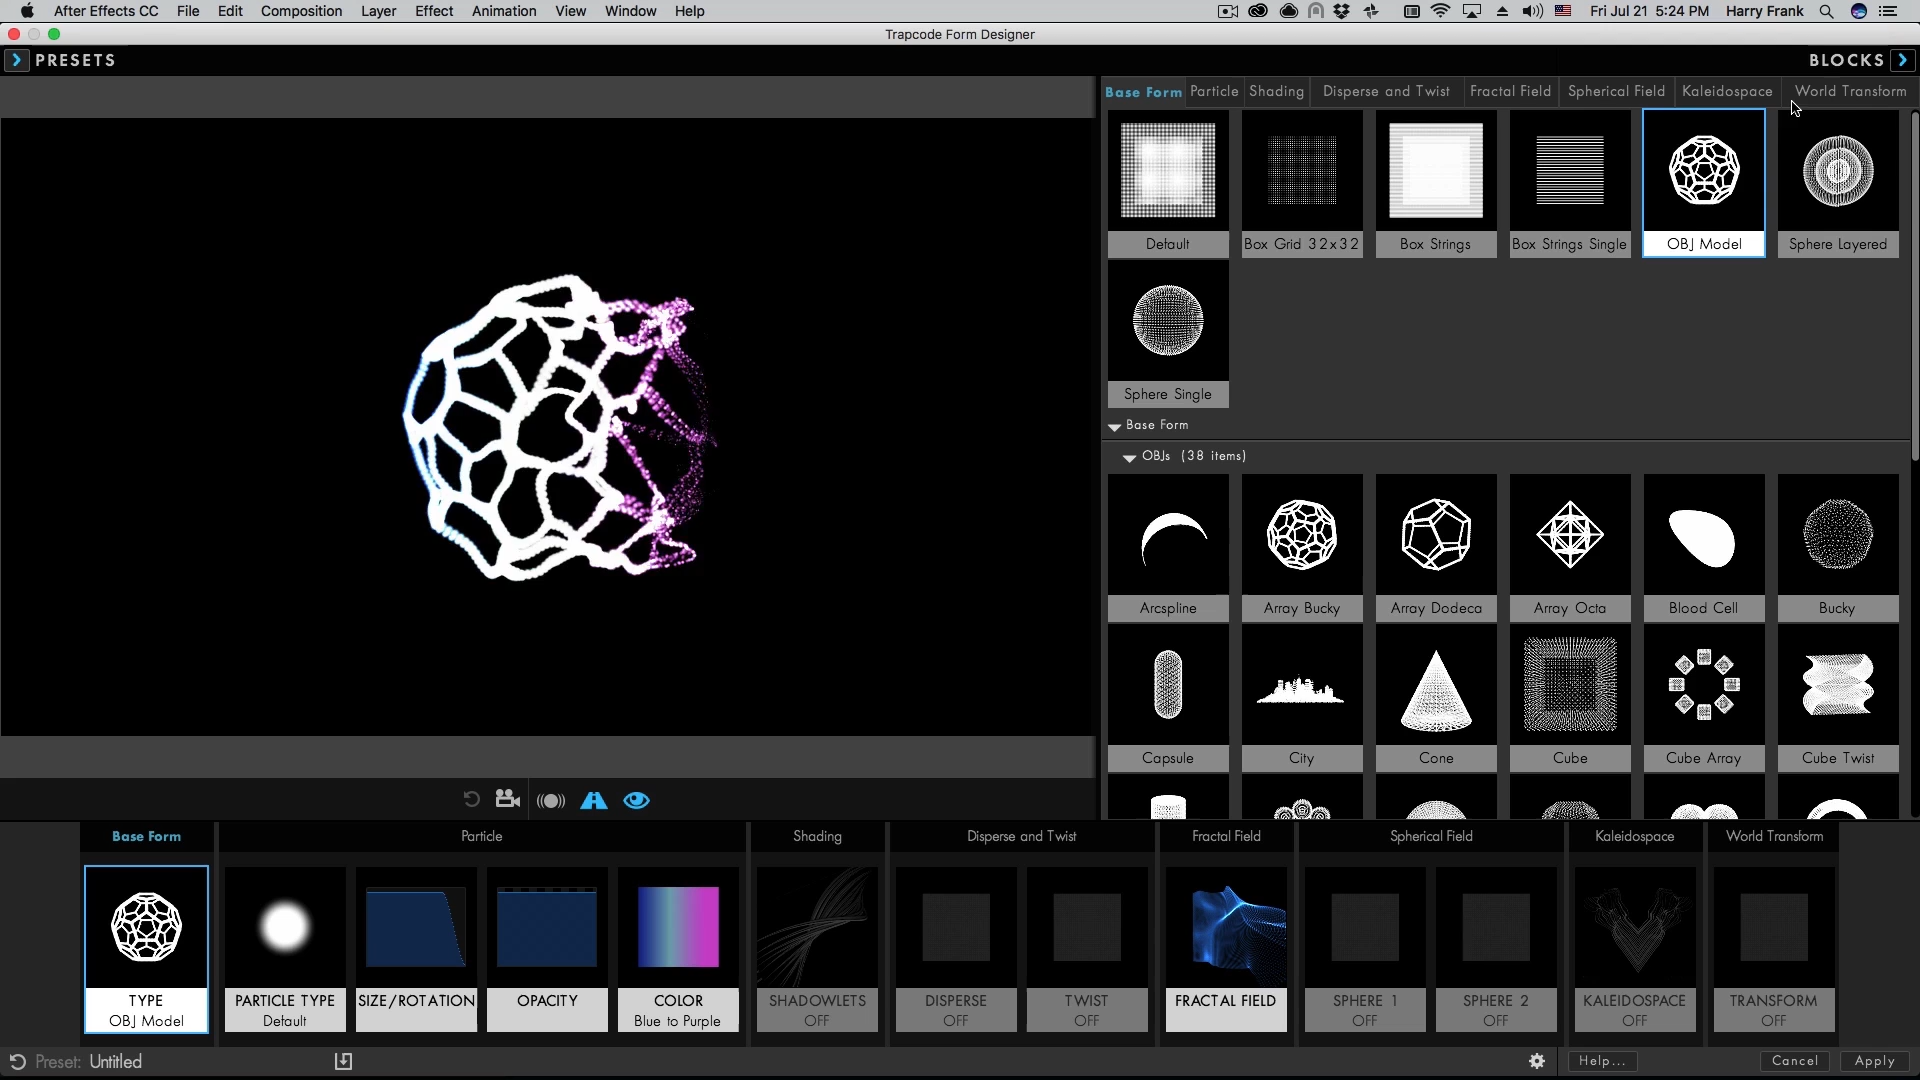 After Effects CC File Edit Composition Layer Effect Animation View Window Help Fri Jul 21 5:24 PM Harry Frank
Trapcode Form Designer
PRESETS BLOCKS
Base Form Particle Shading Disperse and Twist Fractal Field Spherical Field Kaleidospace World Transform
Default Box Grid 32x32 Box Strings Box Strings Single OBJ Model Sphere Layered
Sphere Single
Base Form
OBJs (38 items)
Arcspline Array Bucky Array Dodeca Array Octa Blood Cell Bucky
Capsule City Cone Cube Cube Array Cube Twist
Base Form Particle Shading Disperse and Twist Fractal Field Spherical Field Kaleidospace World Transform
TYPE PARTICLE TYPE SIZE/ROTATION OPACITY COLOR SHADOWLETS DISPERSE TWIST FRACTAL FIELD SPHERE 1 SPHERE 2 KALEIDOSPACE TRANSFORM
OBJ Model Default Blue to Purple OFF OFF OFF OFF OFF OFF OFF
Preset: Untitled Help... Cancel Apply